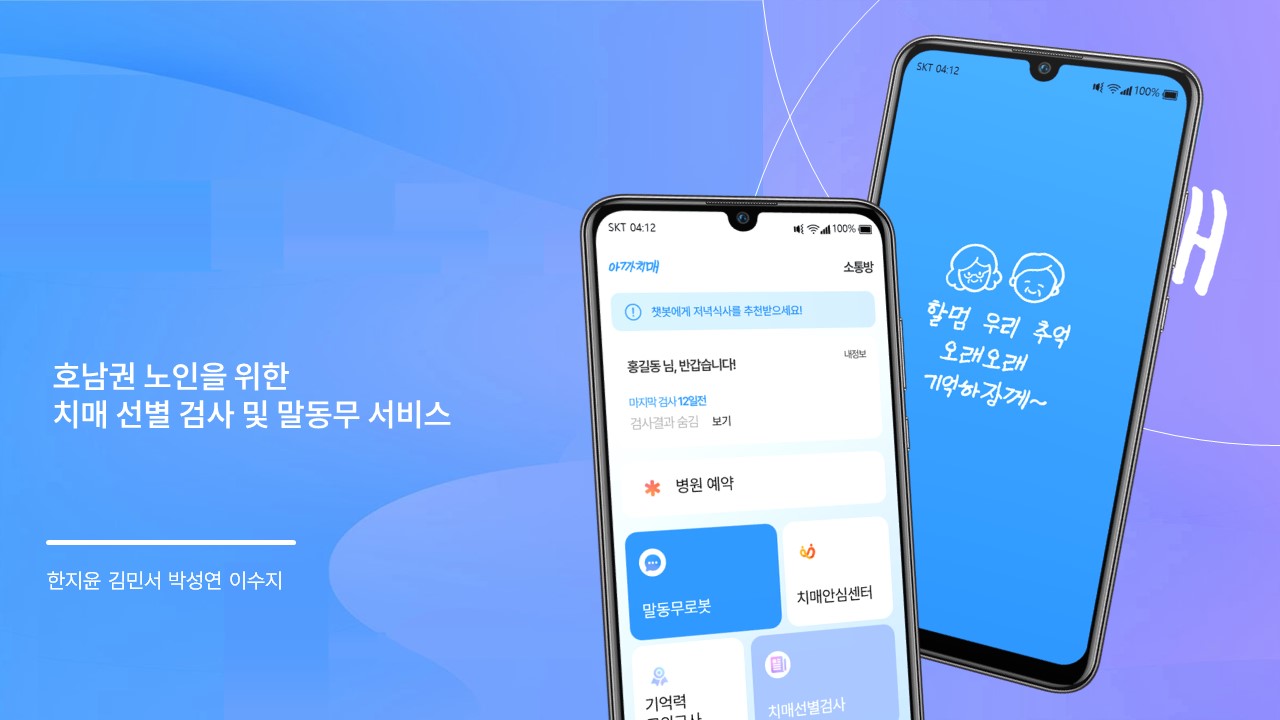 호남권 노인을 위한
치매 선별 검사 및 말동무 서비스
한지윤 김민서 박성연 이수지
SKT 04:12
100%
아까치매
소통방
챗봇에게 저녁식사를 추천받으세요!
홍길동 님, 반갑습니다!
내정보
마지막 검사 12일전
검사결과 숨김 보기
병원 예약
말동무로봇
치매안심센터
기억력
치매선별검사
SKT 04:12
100%
할멈 우리 추억
오래오래
기억하잠께~